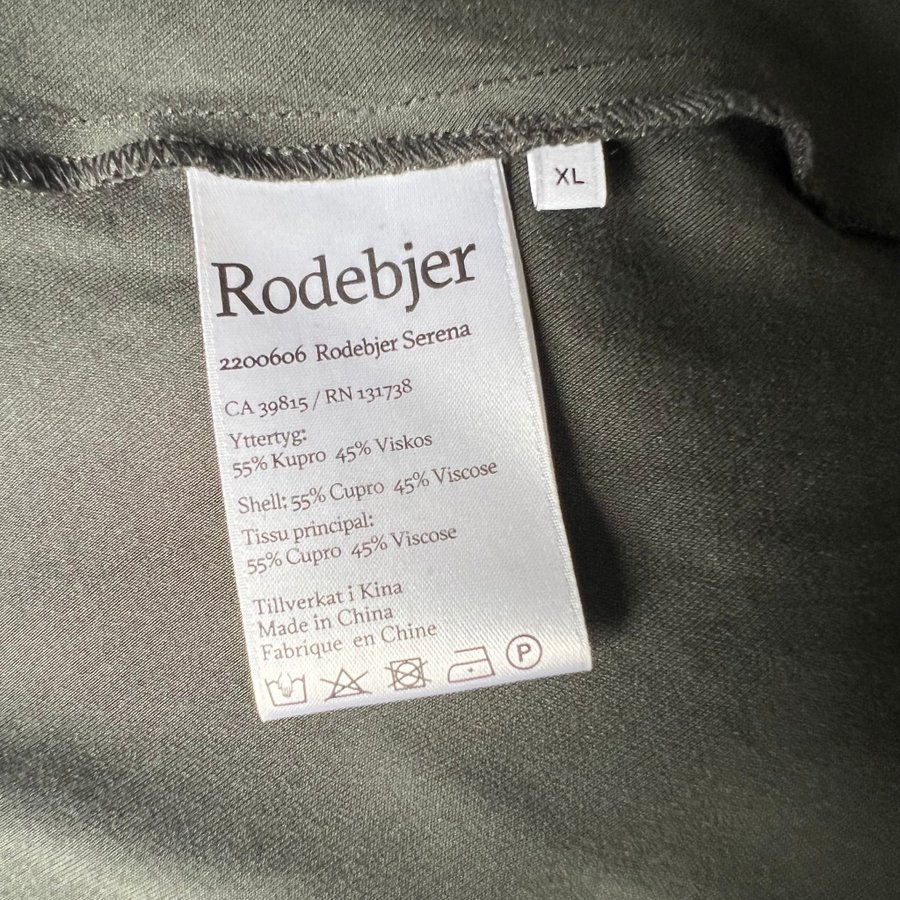 XL
Rodebjer
2200606 Rodebjer Serena
CA 39815 / RN 131738
Yttertyg:
55% Kupro 45% Viskos
Shell: 55% Cupro 45% Viscose
Tissu principal:
55% Cupro 45% Viscose
Tillverkat i Kina
Made in China
Fabrique en Chine
P